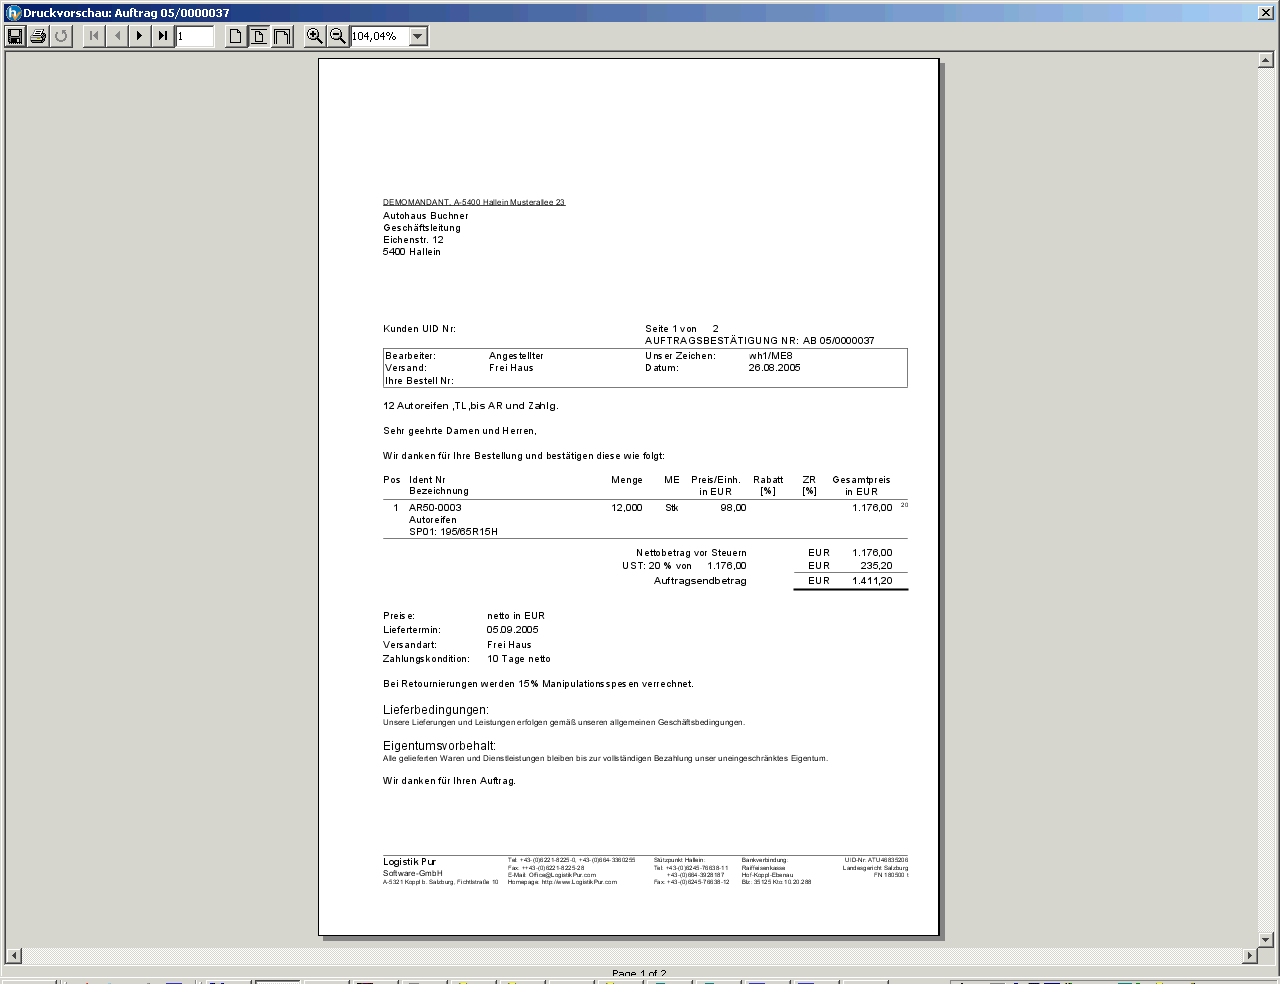 Druckvorschau: Auftrag 05/0000037
1
104,04%
DEMOMANDANT, A-5400 Hallein Musterallee 23
Autohaus Buchner
Geschäftsleitung
Eichenstr. 12
5400 Hallein
Kunden UID Nr: Seite 1 von 2
AUFTRAGSBESTÄTIGUNG NR: AB 05/0000037
Bearbeiter: Angestellter Unser Zeichen: wh1/ME8
Versand: Frei Haus Datum: 26.08.2005
Ihre Bestell Nr:
12 Autoreifen ,TL,bis AR und Zahlg.
Sehr geehrte Damen und Herren,
Wir danken für Ihre Bestellung und bestätigen diese wie folgt:
Pos Ident Nr Menge ME Preis/Einh. Rabatt ZR Gesamtpreis
Bezeichnung in EUR [%] [%] in EUR
1 AR50-0003 12,000 Stk 98,00 1.176,00 20
Autoreifen
SP01: 195/65R15H
Nettobetrag vor Steuern EUR 1.176,00
UST: 20 % von 1.176,00 EUR 235,20
Auftragsendbetrag EUR 1.411,20
Preise: netto in EUR
Liefertermin: 05.09.2005
Versandart: Frei Haus
Zahlungskondition: 10 Tage netto
Bei Retournierungen werden 15% Manipulationsspesen verrechnet.
Lieferbedingungen:
Unsere Lieferungen und Leistungen erfolgen gemäß unseren allgemeinen Geschäftsbedingungen.
Eigentumsvorbehalt:
Alle gelieferten Waren und Dienstleistungen bleiben bis zur vollständigen Bezahlung unser uneingeschränktes Eigentum.
Wir danken für Ihren Auftrag.
Logistik Pur Tel: +43-(0)6221-8225-0, +43-(0)664-3360255 Stützpunkt Hallein: Bankverbindung: UID-Nr. ATU46835206
Fax: ++43-(0)6221-8225-28 Tel: +43-(0)6245-76638-11 Raiffeisenkasse Landesgericht Salzburg
Software-GmbH E-Mail: Office@LogistikPur.com +43-(0)664-3928187 Hof-Koppl-Ebenau FN 180500 t
A-5321 Koppl b. Salzburg, Fichtlstraße 10 Homepage: http://www.LogistikPur.com Fax: +43-(0)6245-76638-12 Blz: 35125 Kto 10.20.288
Page 1 of 2